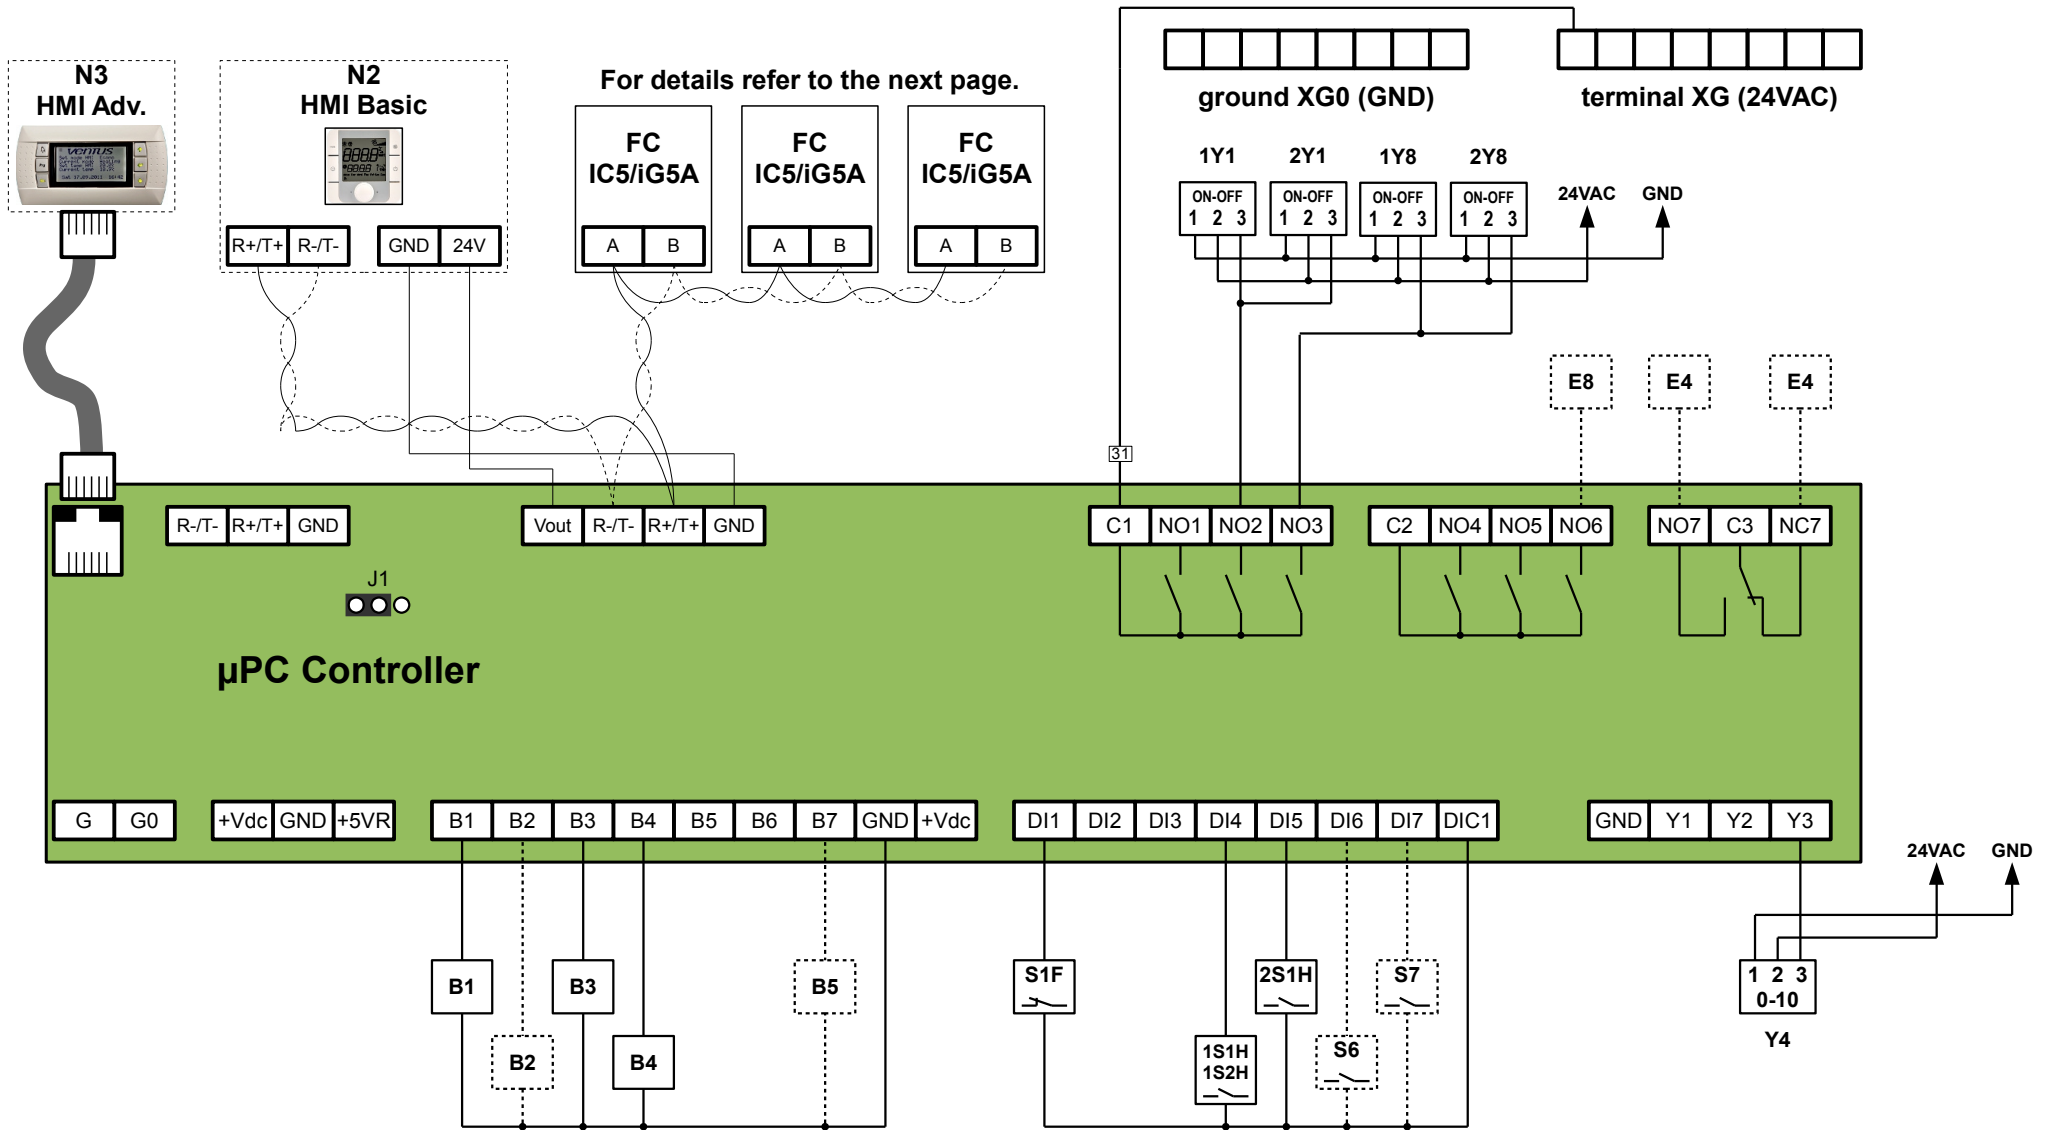 N3
HMI Adv.
VENTUS
N2
HMI Basic
R+/T+ R-/T- GND 24V
For details refer to the next page.
FC
IC5/iG5A
A B
FC
IC5/iG5A
A B
FC
IC5/iG5A
A B
ground XG0 (GND)
terminal XG (24VAC)
1Y1 2Y1 1Y8 2Y8
ON-OFF ON-OFF ON-OFF ON-OFF
1 2 3 1 2 3 1 2 3 1 2 3
24VAC GND
E8 E4 E4
31
R-/T- R+/T+ GND
Vout R-/T- R+/T+ GND
C1 NO1 NO2 NO3
C2 NO4 NO5 NO6
NO7 C3 NC7
J1
µPC Controller
G G0
+Vdc GND +5VR
B1 B2 B3 B4 B5 B6 B7 GND +Vdc
DI1 DI2 DI3 DI4 DI5 DI6 DI7 DIC1
GND Y1 Y2 Y3
24VAC GND
B1 B3 B5
B2 B4
S1F 2S1H S7
1S1H
1S2H
S6
1 2 3
0-10
Y4